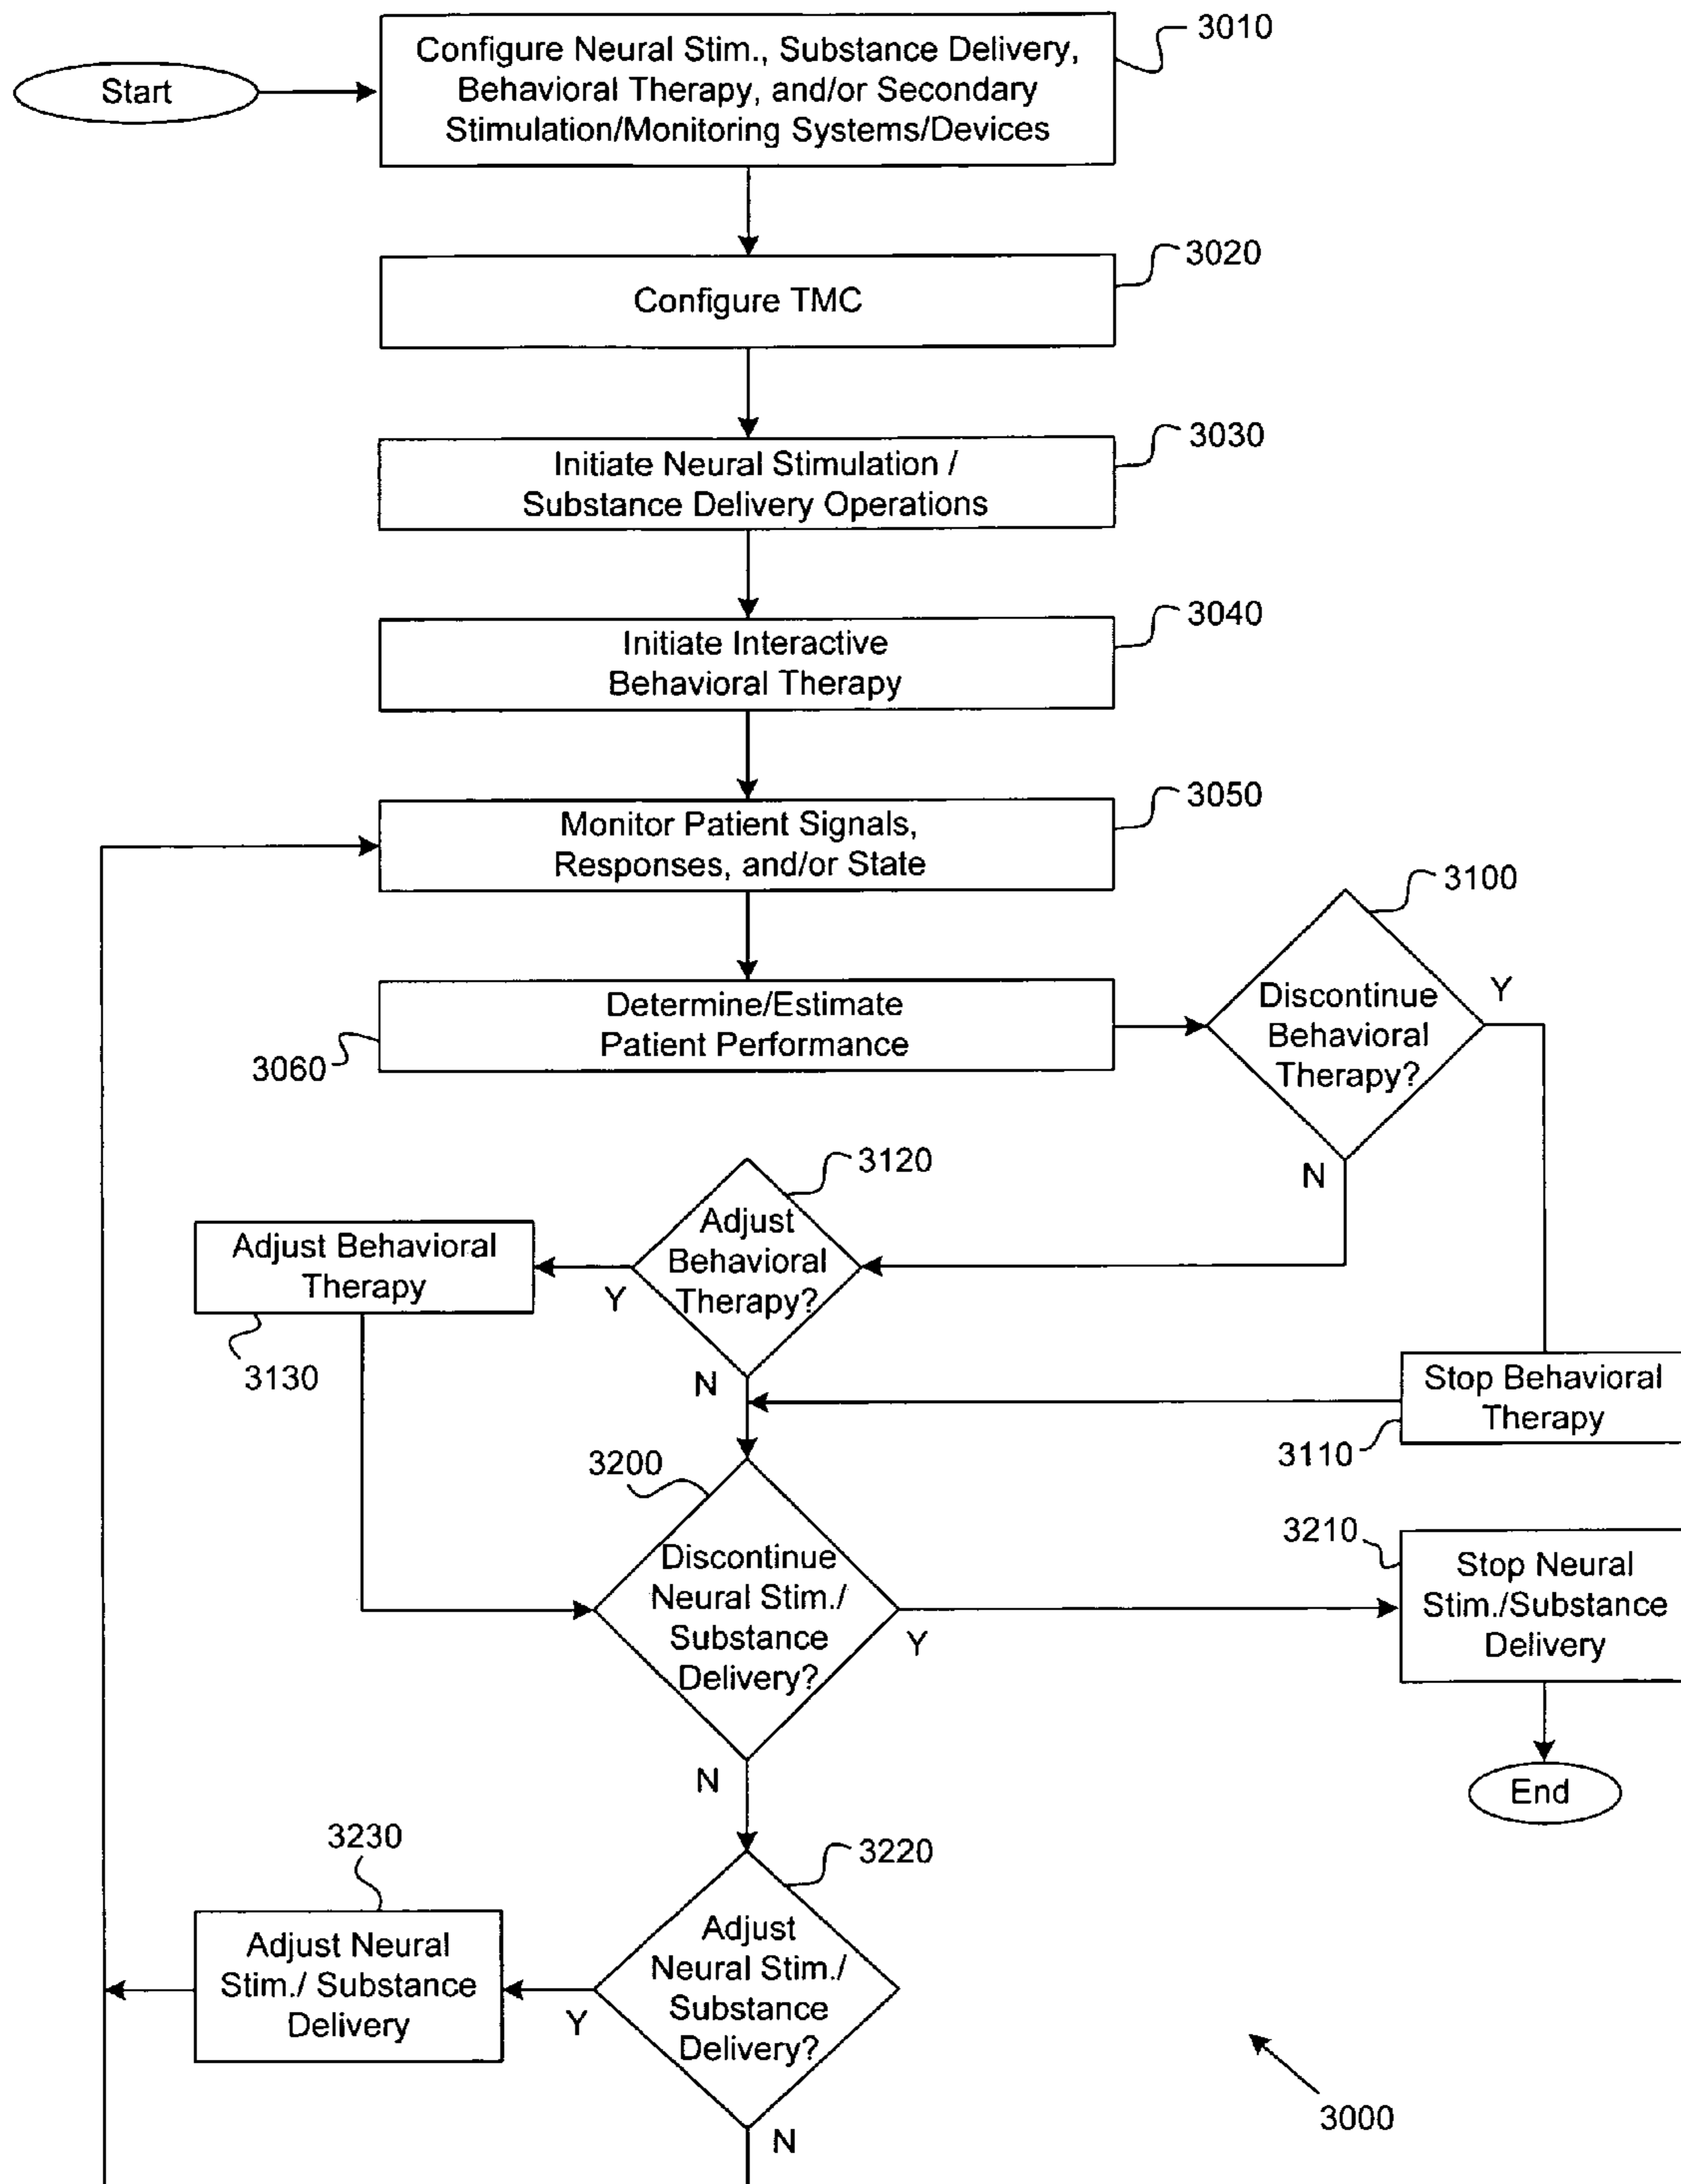 Start
Configure Neural Stim., Substance Delivery,
Behavioral Therapy, and/or Secondary
Stimulation/Monitoring Systems/Devices
3010
Configure TMC
3020
Initiate Neural Stimulation /
Substance Delivery Operations
3030
Initiate Interactive
Behavioral Therapy
3040
Monitor Patient Signals,
Responses, and/or State
3050
Determine/Estimate
Patient Performance
3060
Discontinue
Behavioral
Therapy?
3100
Y
N
Adjust
Behavioral
Therapy?
3120
Y
N
Adjust Behavioral
Therapy
3130
Stop Behavioral
Therapy
3110
Discontinue
Neural Stim./
Substance
Delivery?
3200
Y
N
Stop Neural
Stim./Substance
Delivery
3210
End
Adjust
Neural Stim./
Substance
Delivery?
3220
Y
N
Adjust Neural
Stim./ Substance
Delivery
3230
3000